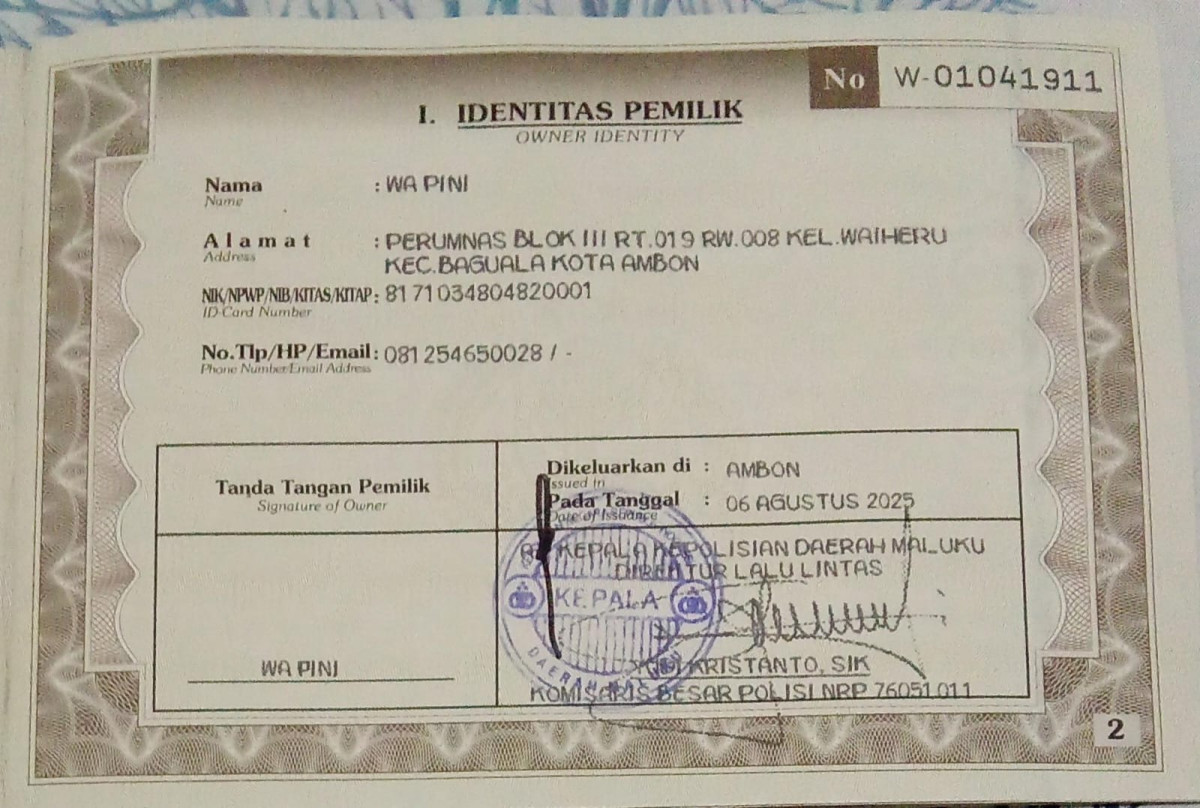 No W-01041911
I. IDENTITAS PEMILIK
OWNER IDENTITY
Nama : WA PINI
Name
Alamat : PERUMNAS BLOK III RT.019 RW.008 KEL.WAIHERU
Address
KEC.BAGUALA KOTA AMBON
NIK/NPWP/NIB/KITAS/KITAP : 8171034804820001
ID Card Number
No.Tlp/HP/Email : 081254650028 / -
Phone Number/Email Address
Tanda Tangan Pemilik
Signature of Owner
Dikeluarkan di : AMBON
Issued in
Pada Tanggal : 06 AGUSTUS 2025
Date of Issuance
KEPALA KEPOLISIAN DAERAH MALUKU
DIREKTUR LALU LINTAS
KEPALA
DAERAH
WA PINI
KRISTANTO, SIK
KOMISARIS BESAR POLISI NRP 76051011
2